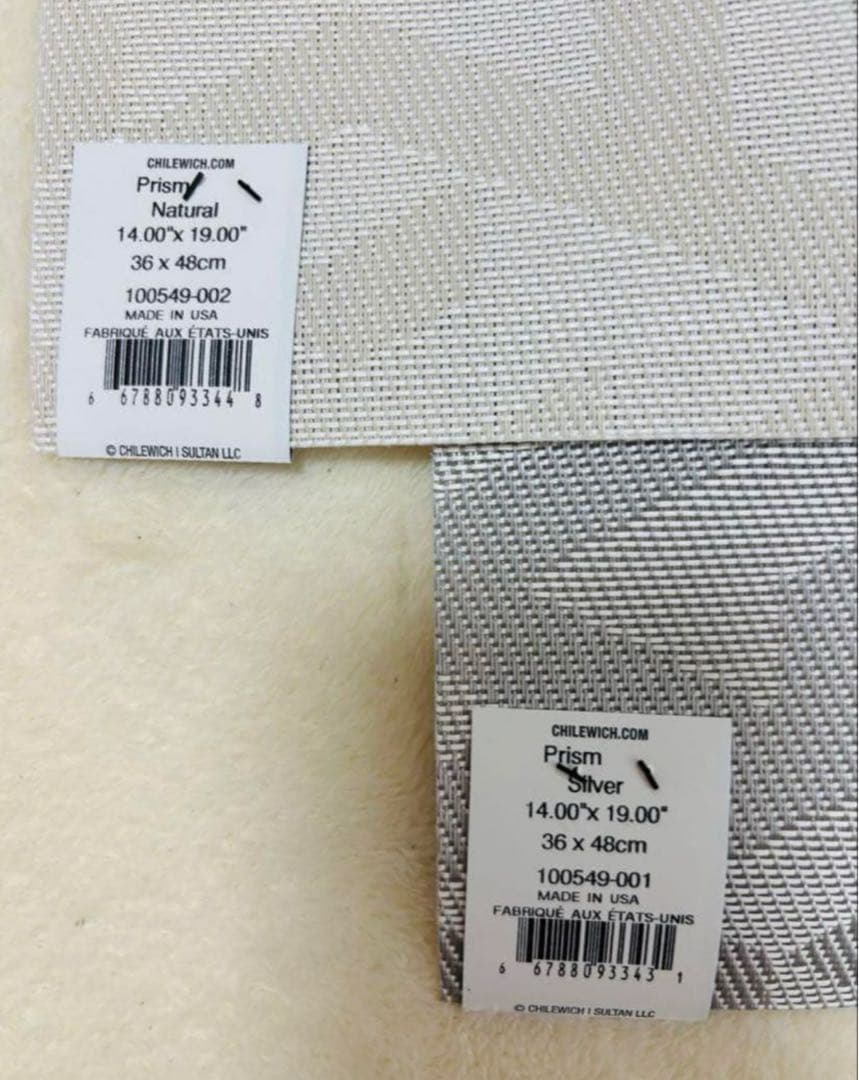 CHILEWICH.COM
Prism
Natural
14.00"x 19.00"
36 x 48cm
100549-002
MADE IN USA
FABRIQUÉ AUX ÉTATS-UNIS
6 6788093344 8
© CHILEWICH | SULTAN LLC
CHILEWICH.COM
Prism
Silver
14.00"x 19.00"
36 x 48cm
100549-001
MADE IN USA
FABRIQUÉ AUX ÉTATS-UNIS
6 6788093343 1
© CHILEWICH | SULTAN LLC